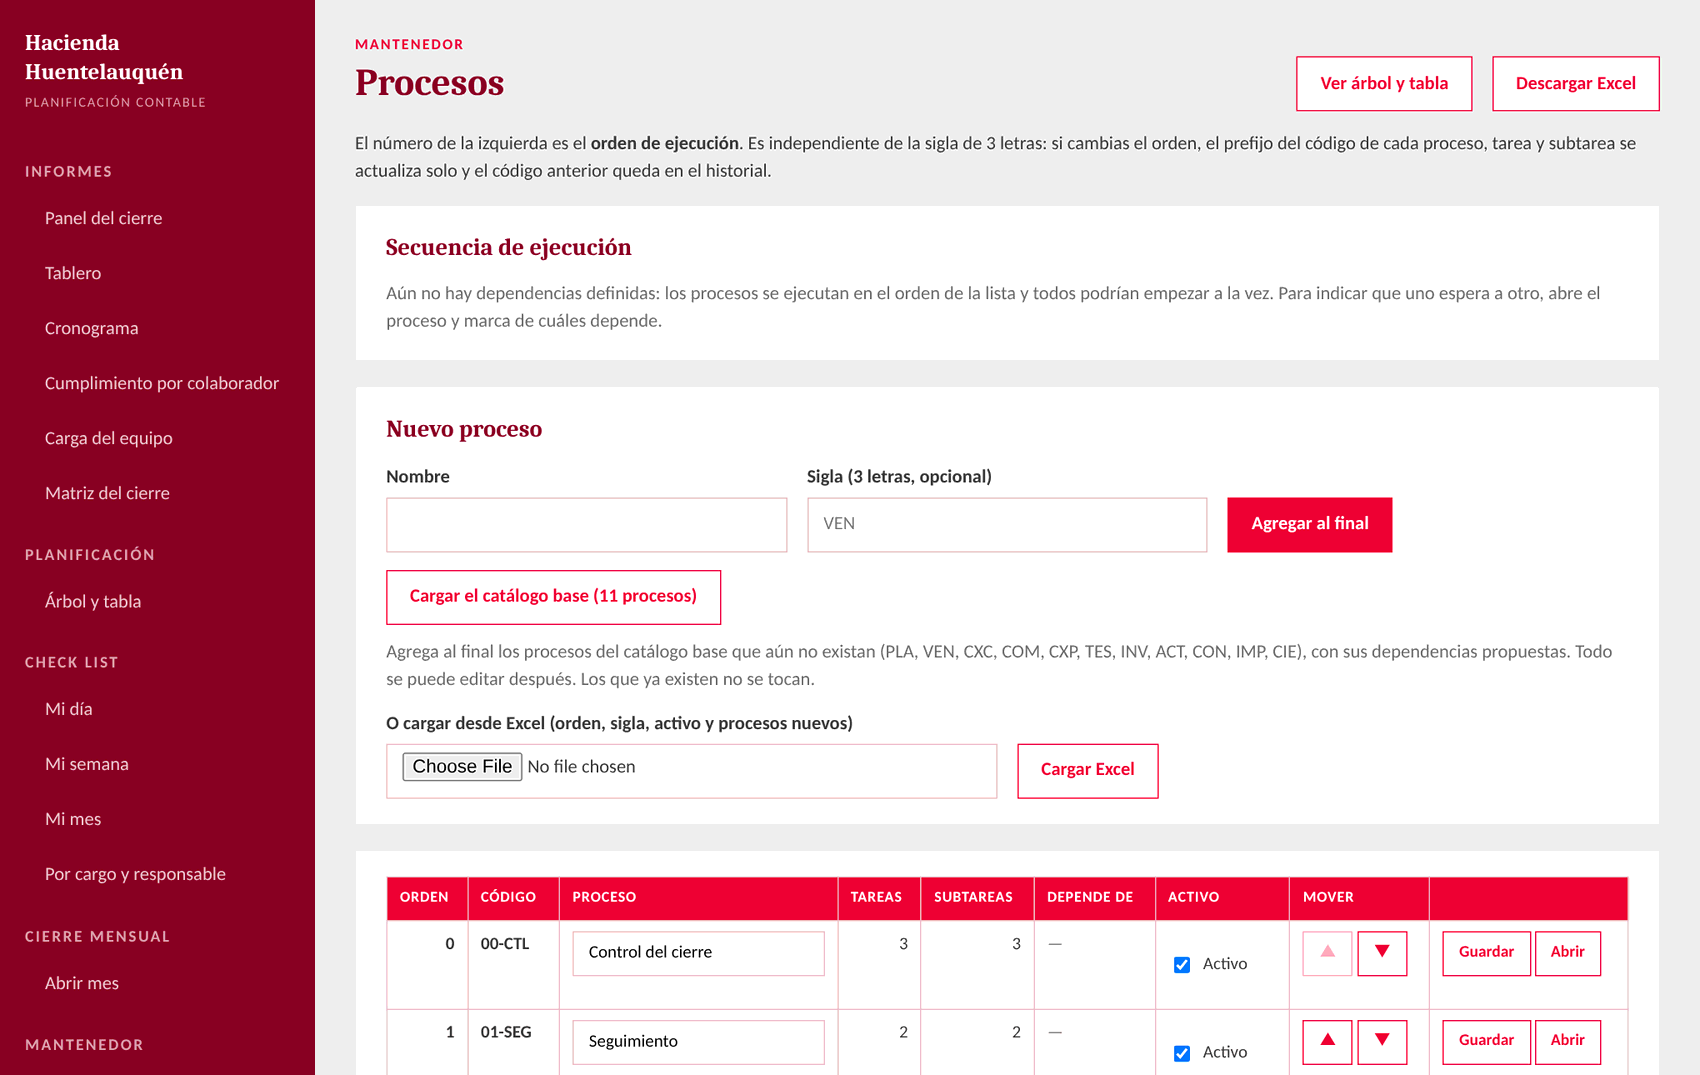 Hacienda
Huentelauquén
PLANIFICACIÓN CONTABLE
INFORMES
Panel del cierre
Tablero
Cronograma
Cumplimiento por colaborador
Carga del equipo
Matriz del cierre
PLANIFICACIÓN
Árbol y tabla
CHECK LIST
Mi día
Mi semana
Mi mes
Por cargo y responsable
CIERRE MENSUAL
Abrir mes
MANTENEDOR
MANTENEDOR
Procesos
Ver árbol y tabla
Descargar Excel
El número de la izquierda es el orden de ejecución. Es independiente de la sigla de 3 letras: si cambias el orden, el prefijo del código de cada proceso, tarea y subtarea se
actualiza solo y el código anterior queda en el historial.
Secuencia de ejecución
Aún no hay dependencias definidas: los procesos se ejecutan en el orden de la lista y todos podrían empezar a la vez. Para indicar que uno espera a otro, abre el
proceso y marca de cuáles depende.
Nuevo proceso
Nombre
Sigla (3 letras, opcional)
VEN
Agregar al final
Cargar el catálogo base (11 procesos)
Agrega al final los procesos del catálogo base que aún no existan (PLA, VEN, CXC, COM, CXP, TES, INV, ACT, CON, IMP, CIE), con sus dependencias propuestas. Todo
se puede editar después. Los que ya existen no se tocan.
O cargar desde Excel (orden, sigla, activo y procesos nuevos)
Choose File No file chosen
Cargar Excel
ORDEN CÓDIGO PROCESO TAREAS SUBTAREAS DEPENDE DE ACTIVO MOVER
0 00-CTL Control del cierre 3 3 — Activo ▲ ▼ Guardar Abrir
1 01-SEG Seguimiento 2 2 — Activo ▲ ▼ Guardar Abrir